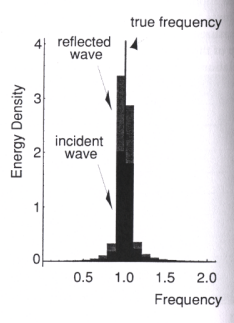 true frequency
reflected
wave
4
3
2
1
0
Energy Density
incident
wave
0.5 1.0 1.5 2.0
Frequency